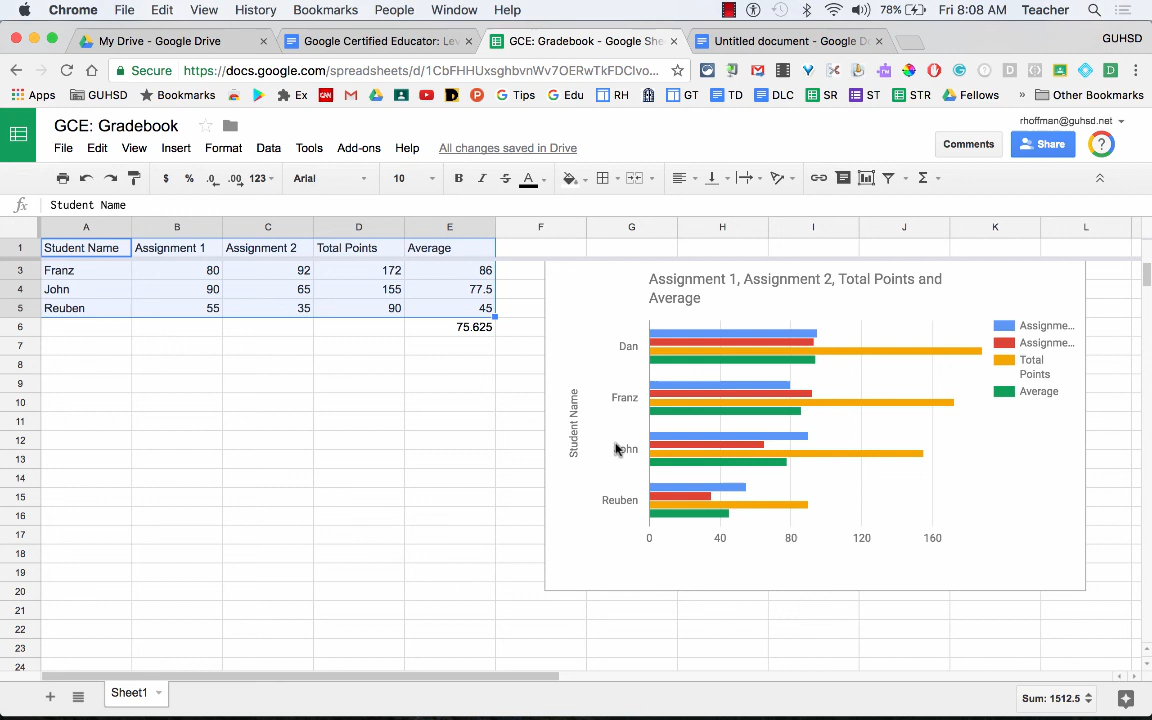 Chrome File Edit View History Bookmarks People Window Help 78% Fri 8:08 AM Teacher
My Drive - Google Drive × Google Certified Educator: Lev × GCE: Gradebook - Google She × Untitled document - Google Do × GUHSD
Secure https://docs.google.com/spreadsheets/d/1CbFHHUxsghbvnWv7OERwTkFDClvo...
Apps GUHSD Bookmarks Ex Tips Edu RH GT TD DLC SR ST STR Fellows » Other Bookmarks
GCE: Gradebook rhoffman@guhsd.net
File Edit View Insert Format Data Tools Add-ons Help All changes saved in Drive Comments Share ?
$ % .0 .00 123 Arial 10 B I S A Σ
fx Student Name
A B C D E F G H I J K L
1 Student Name Assignment 1 Assignment 2 Total Points Average
3 Franz 80 92 172 86
4 John 90 65 155 77.5
5 Reuben 55 35 90 45
6 75.625
7
8
9
10
11
12
13
14
15
16
17
18
19
20
21
22
23
24
Assignment 1, Assignment 2, Total Points and
Average
Student Name
Dan
Franz
John
Reuben
0 40 80 120 160
Assignme...
Assignme...
Total
Points
Average
+ Sheet1 Sum: 1512.5